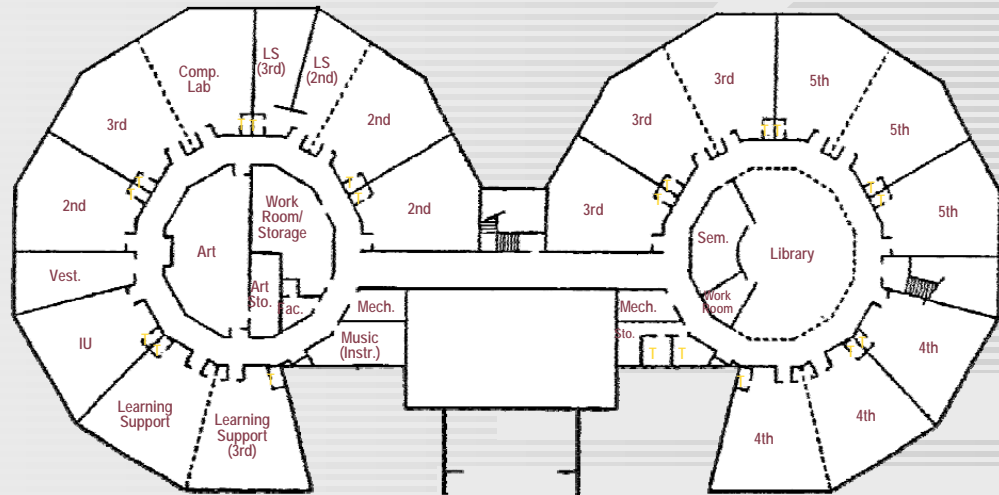 Comp.
Lab
LS
(3rd)
LS
(2nd)
3rd
2nd
2nd
2nd
Vest.
IU
Learning
Support
Learning
Support
(3rd)
Art
Work
Room/
Storage
Art
Sto.
Fac.
Mech.
Music
(Instr.)
T
T
T
T
T
T
T
T
T
3rd
5th
3rd
5th
3rd
5th
Sem.
Library
Work
Room
Mech.
Sto.
4th
4th
4th
T
T
T
T
T
T
T
T
T
T
T